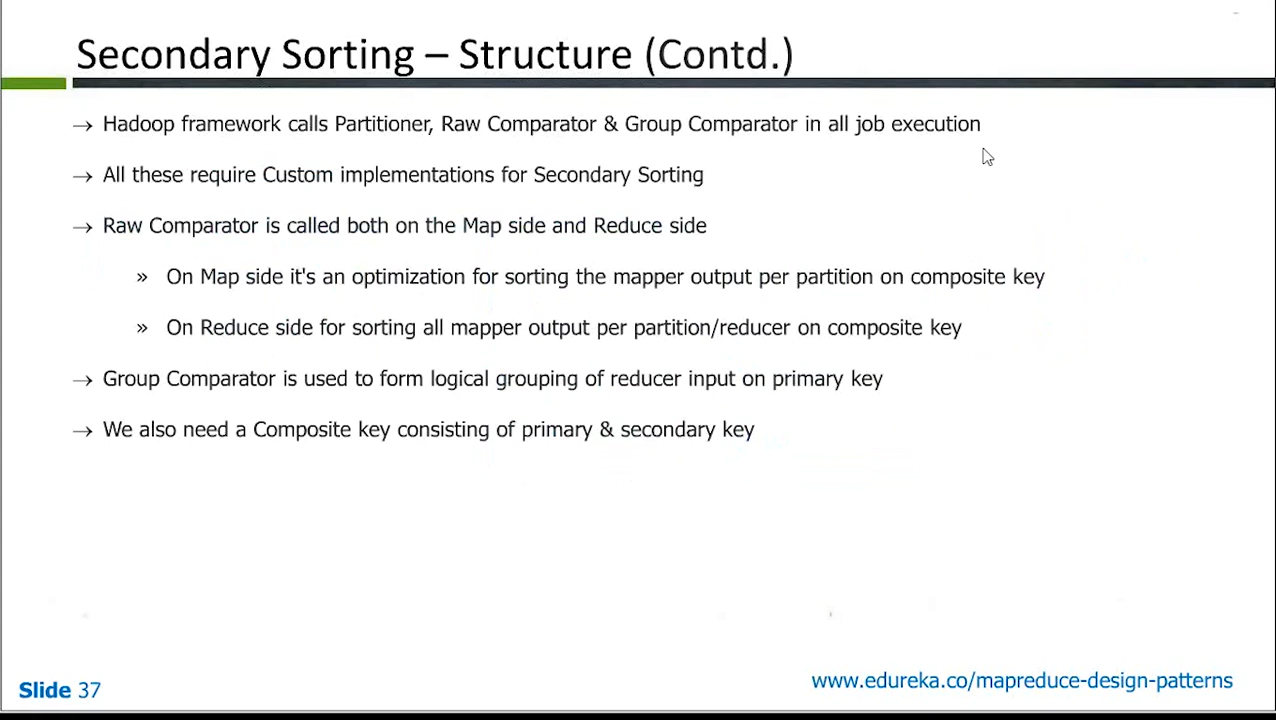 Secondary Sorting – Structure (Contd.)
→ Hadoop framework calls Partitioner, Raw Comparator & Group Comparator in all job execution
→ All these require Custom implementations for Secondary Sorting
→ Raw Comparator is called both on the Map side and Reduce side
» On Map side it's an optimization for sorting the mapper output per partition on composite key
» On Reduce side for sorting all mapper output per partition/reducer on composite key
→ Group Comparator is used to form logical grouping of reducer input on primary key
→ We also need a Composite key consisting of primary & secondary key
Slide 37
www.edureka.co/mapreduce-design-patterns